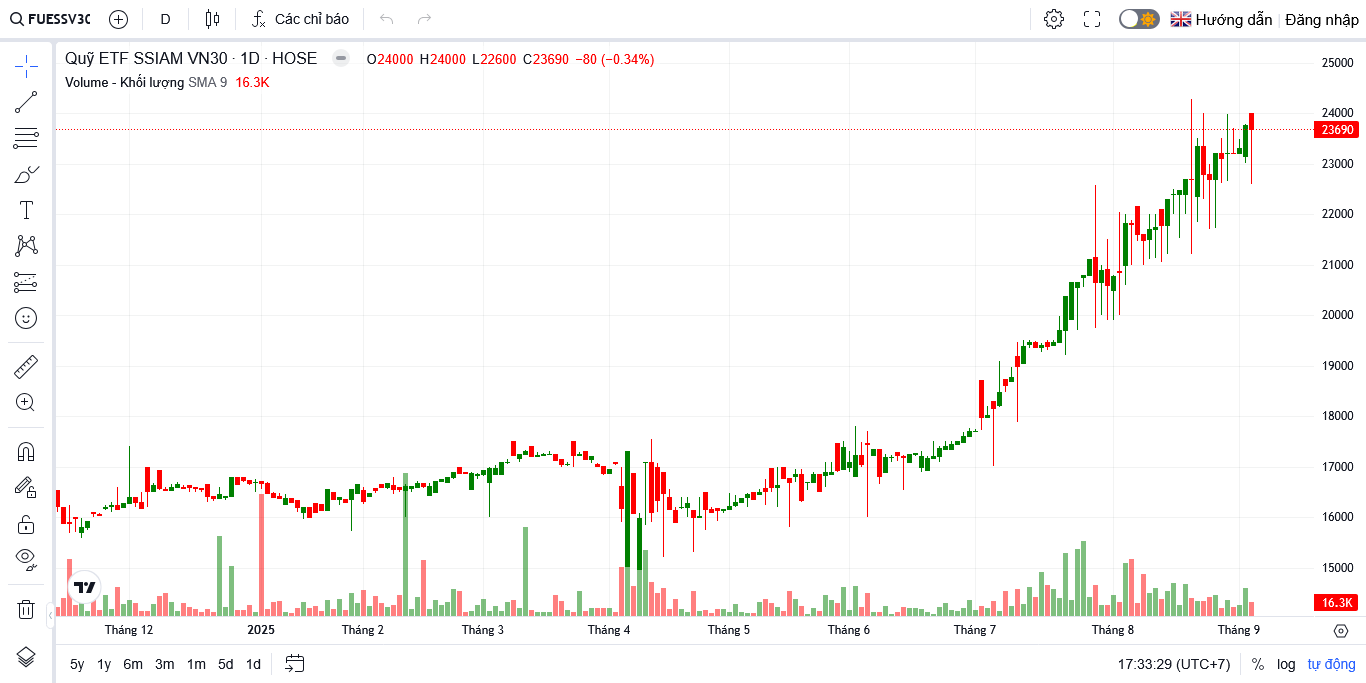 FUESSV30 D Các chỉ báo Hướng dẫn Đăng nhập
Quỹ ETF SSIAM VN30 · 1D · HOSE O24000 H24000 L22600 C23690 −80 (−0.34%)
Volume - Khối lượng SMA 9 16.3K
25000
24000
23690
23000
22000
21000
20000
19000
18000
17000
16000
15000
16.3K
Tháng 12 2025 Tháng 2 Tháng 3 Tháng 4 Tháng 5 Tháng 6 Tháng 7 Tháng 8 Tháng 9
5y 1y 6m 3m 1m 5d 1d 17:33:29 (UTC+7) % log tự động